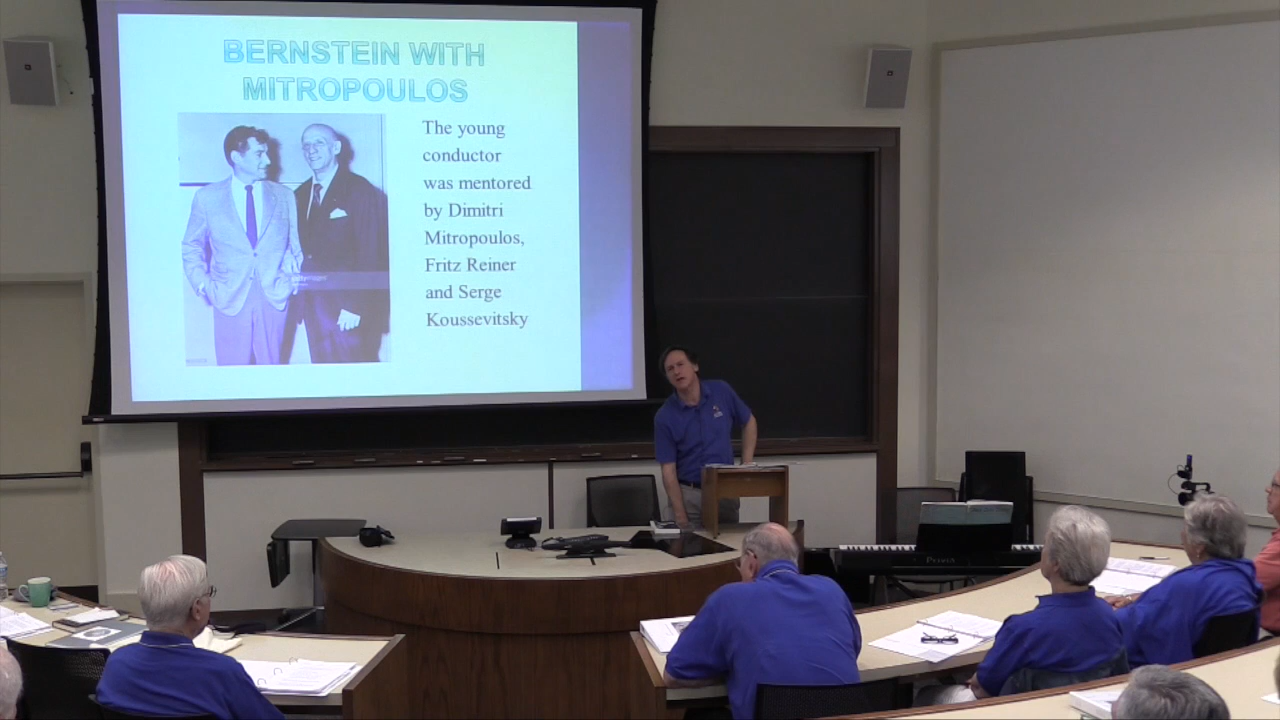 BERNSTEIN WITH
MITROPOULOS
The young
conductor
was mentored
by Dimitri
Mitropoulos,
Fritz Reiner
and Serge
Koussevitsky